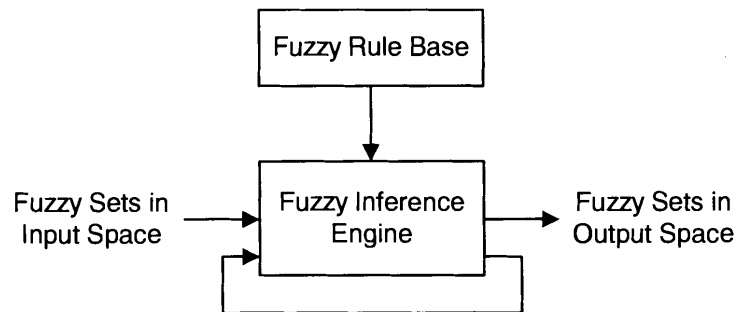 Fuzzy Rule Base
Fuzzy Sets in
Input Space
Fuzzy Inference
Engine
Fuzzy Sets in
Output Space